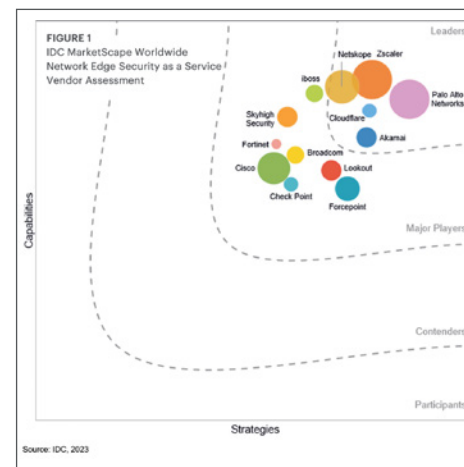 FIGURE 1
IDC MarketScape Worldwide
Network Edge Security as a Service
Vendor Assessment
Leaders
Netskope
Zscaler
iboss
Palo Alto
Networks
Skyhigh
Security
Cloudflare
Akamai
Fortinet
Broadcom
Cisco
Lookout
Check Point
Forcepoint
Capabilities
Major Players
Contenders
Participants
Strategies
Source: IDC, 2023